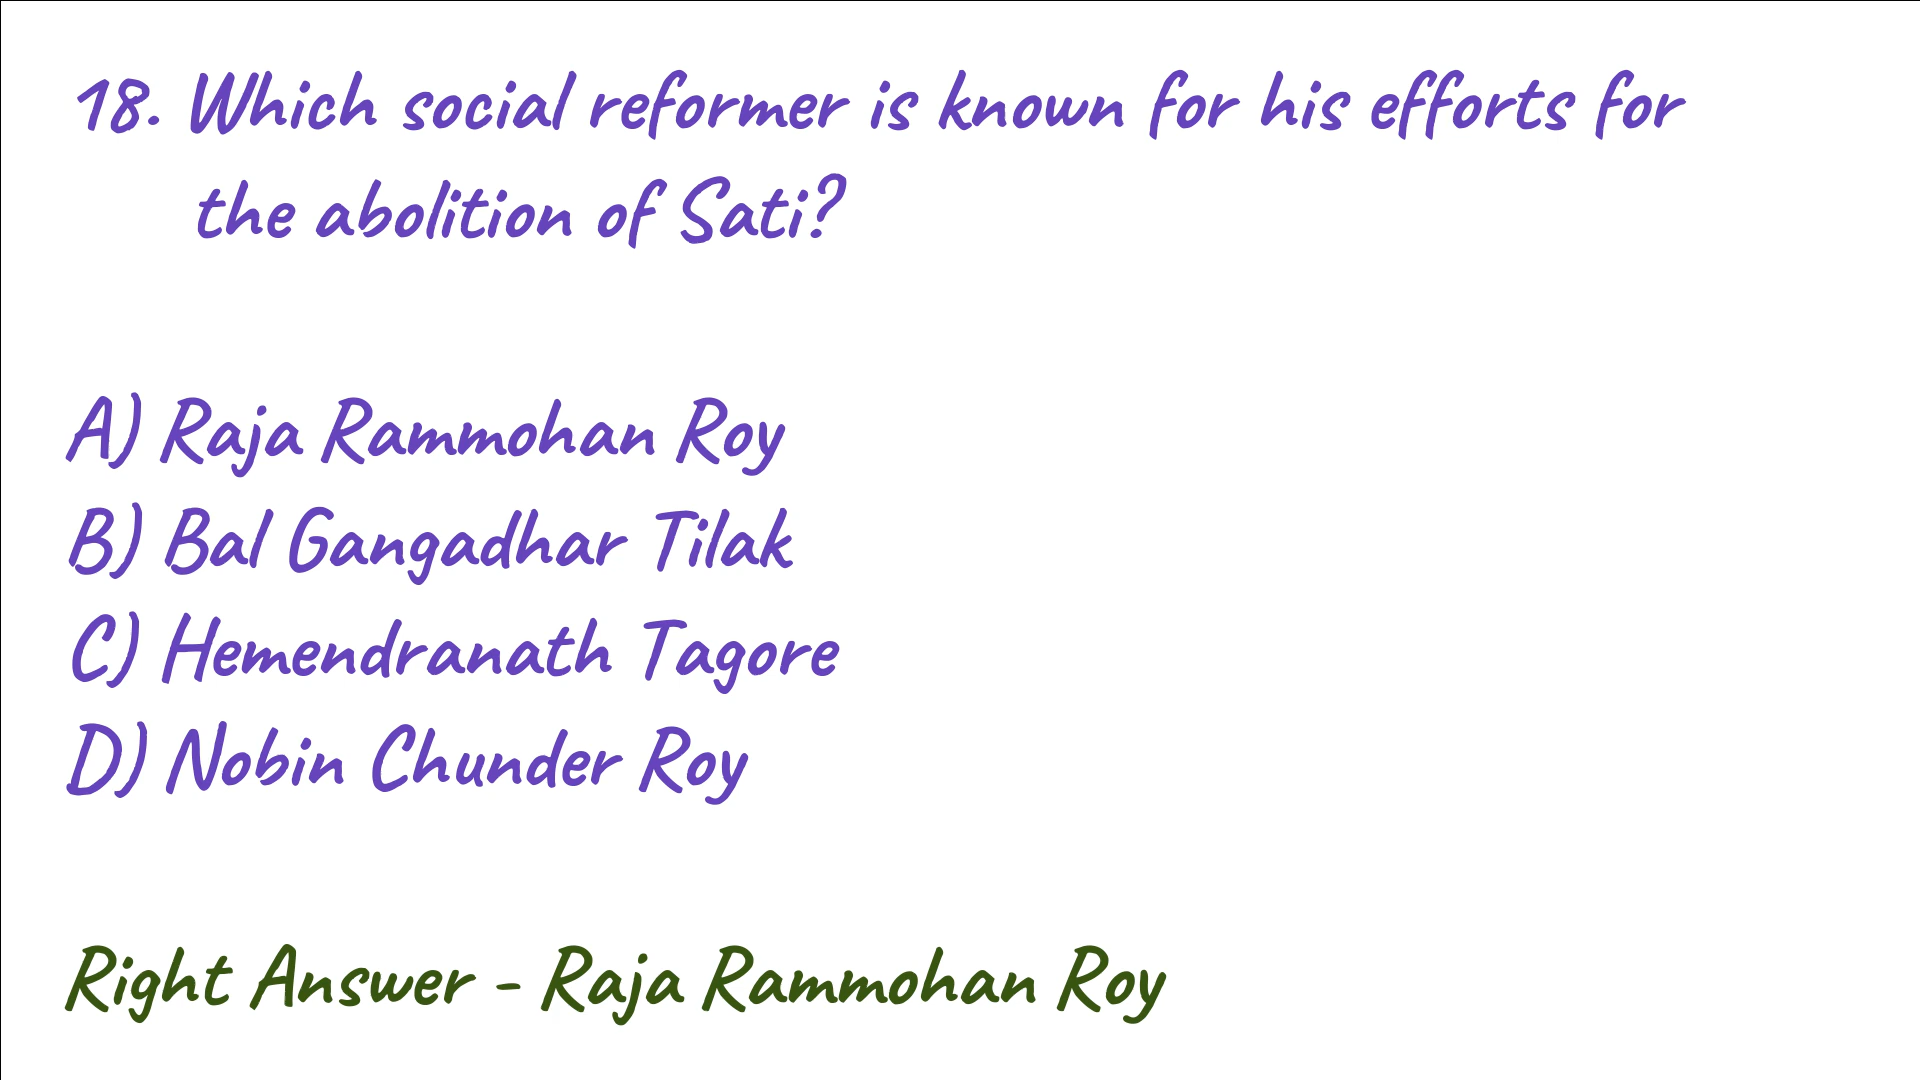 18. Which social reformer is known for his efforts for
the abolition of Sati?
A) Raja Rammohan Roy
B) Bal Gangadhar Tilak
C) Hemendranath Tagore
D) Nobin Chunder Roy
Right Answer - Raja Rammohan Roy